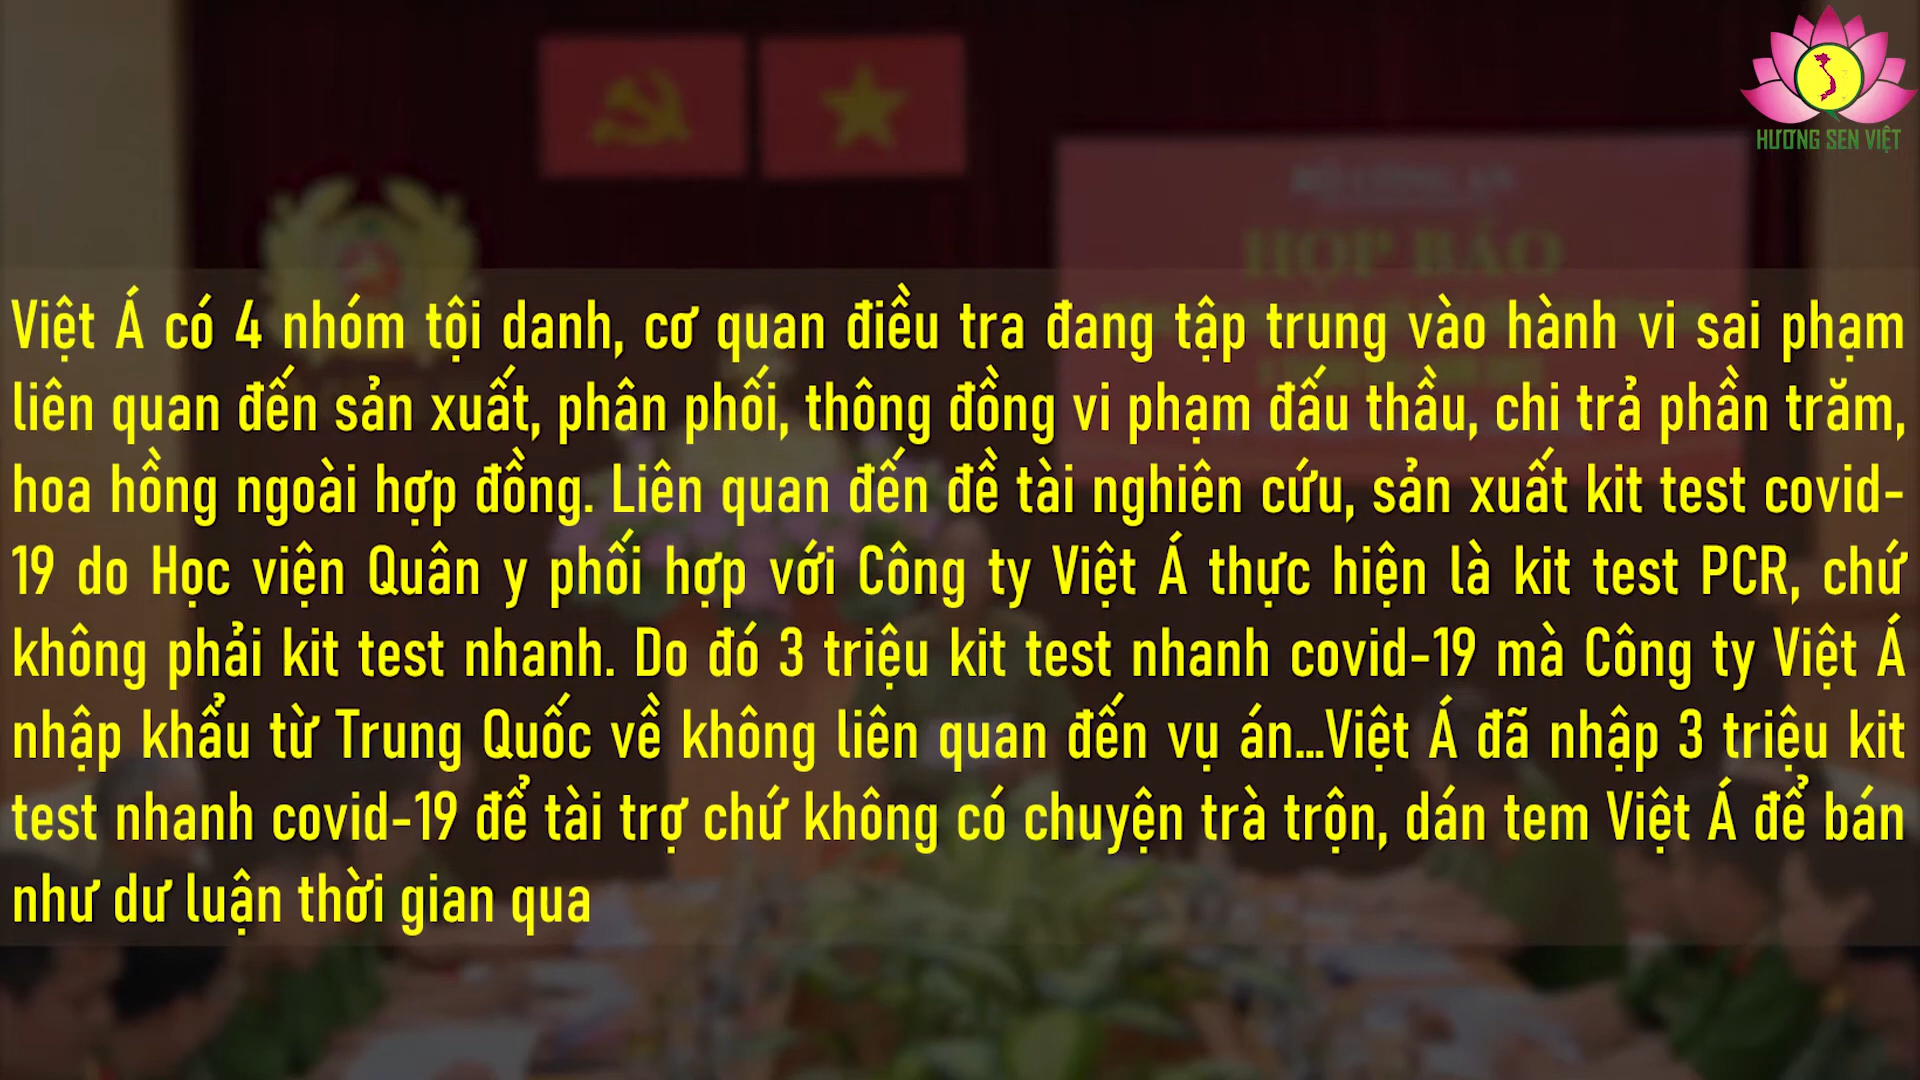 HƯƠNG SEN VIỆT
HỌP BÁO
Việt Á có 4 nhóm tội danh, cơ quan điều tra đang tập trung vào hành vi sai phạm
liên quan đến sản xuất, phân phối, thông đồng vi phạm đấu thầu, chi trả phần trăm,
hoa hồng ngoài hợp đồng. Liên quan đến đề tài nghiên cứu, sản xuất kit test covid-
19 do Học viện Quân y phối hợp với Công ty Việt Á thực hiện là kit test PCR, chứ
không phải kit test nhanh. Do đó 3 triệu kit test nhanh covid-19 mà Công ty Việt Á
nhập khẩu từ Trung Quốc về không liên quan đến vụ án...Việt Á đã nhập 3 triệu kit
test nhanh covid-19 để tài trợ chứ không có chuyện trà trộn, dán tem Việt Á để bán
như dư luận thời gian qua